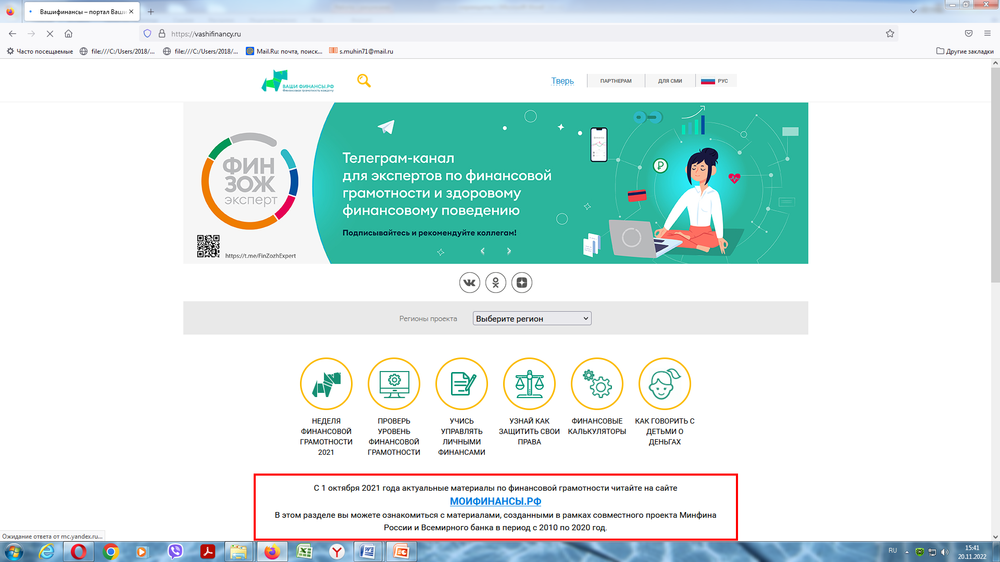 Вашифинансы – портал Ваши
https://vashifinancy.ru
Часто посещаемые
file:///C:/Users/2018/...
file:///C:/Users/2018/...
Mail.Ru: почта, поиск...
s.muhin71@mail.ru
Другие закладки
ВАШИ ФИНАНСЫ.РФ
Финансовая грамотность каждому
Тверь
ПАРТНЕРАМ
ДЛЯ СМИ
РУС
ФИН
ЗОЖ
эксперт
https://t.me/FinZozhExpert
Телеграм-канал
для экспертов по финансовой
грамотности и здоровому
финансовому поведению
Подписывайтесь и рекомендуйте коллегам!
Регионы проекта
Выберите регион
НЕДЕЛЯ
ФИНАНСОВОЙ
ГРАМОТНОСТИ
2021
ПРОВЕРЬ
УРОВЕНЬ
ФИНАНСОВОЙ
ГРАМОТНОСТИ
УЧИСЬ
УПРАВЛЯТЬ
ЛИЧНЫМИ
ФИНАНСАМИ
УЗНАЙ КАК
ЗАЩИТИТЬ СВОИ
ПРАВА
ФИНАНСОВЫЕ
КАЛЬКУЛЯТОРЫ
КАК ГОВОРИТЬ С
ДЕТЬМИ О
ДЕНЬГАХ
С 1 октября 2021 года актуальные материалы по финансовой грамотности читайте на сайте
МОИФИНАНСЫ.РФ
В этом разделе вы можете ознакомиться с материалами, созданными в рамках совместного проекта Минфина
России и Всемирного банка в период с 2010 по 2020 год.
Ожидание ответа от mc.yandex.ru...
RU
15:41
20.11.2022